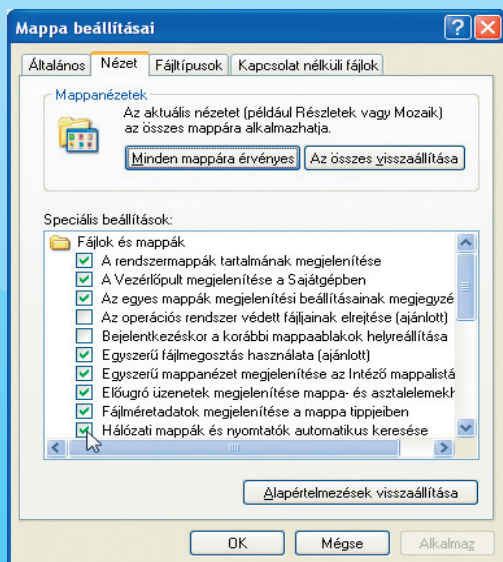 Mappa beállításai
Általános Nézet Fájltípusok Kapcsolat nélküli fájlok
Mappanézetek
Az aktuális nézetet (például Részletek vagy Mozaik)
az összes mappára alkalmazhatja.
Minden mappára érvényes Az összes visszaállítása
Speciális beállítások:
Fájlok és mappák
A rendszermappák tartalmának megjelenítése
A Vezérlőpult megjelenítése a Sajátgépben
Az egyes mappák megjelenítési beállításainak megjegyzé
Az operációs rendszer védett fájljainak elrejtése (ajánlott)
Bejelentkezéskor a korábbi mappaablakok helyreállítása
Egyszerű fájlmegosztás használata (ajánlott)
Egyszerű mappanézet megjelenítése az Intéző mappalistá
Előugró üzenetek megjelenítése mappa- és asztalelemekh
Fájlméretadatok megjelenítése a mappa tippjeiben
Hálózati mappák és nyomtatók automatikus keresése
Alapértelmezések visszaállítása
OK Mégse Alkalmaz